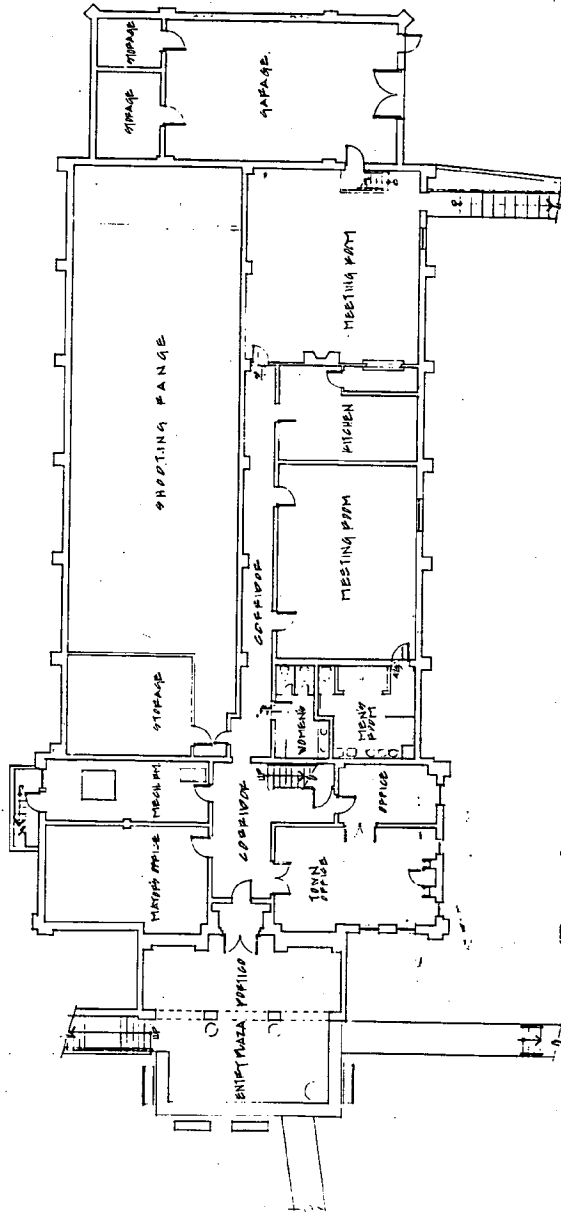 STORAGE
STORAGE
GARAGE
SHOOTING RANGE
MEETING ROOM
KITCHEN
MEETING ROOM
CORRIDOR
STORAGE
WOMENS
MEN'S
ROOM
MECH. RM.
MAYORS OFFICE
CORRIDOR
OFFICE
TOWN
OFFICE
PORTICO
ENTRY PLAZA